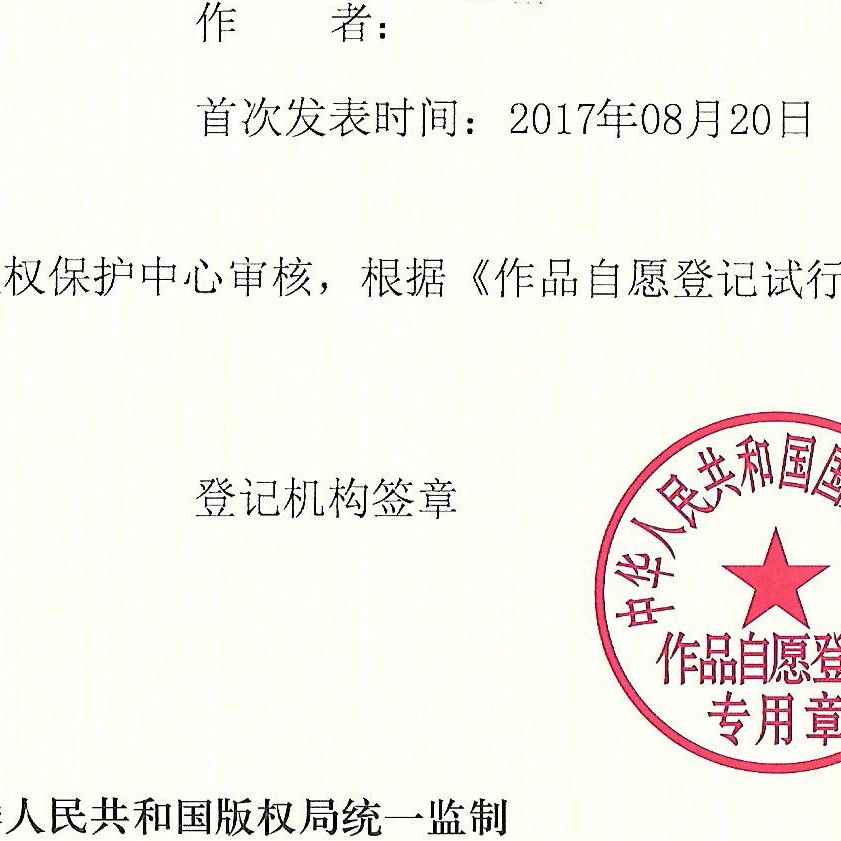 作 者:
首次发表时间: 2017年08月20日
权保护中心审核,根据《作品自愿登记试行
登记机构签章
中华人民共和国国
作品自愿登
专用章
人民共和国版权局统一监制